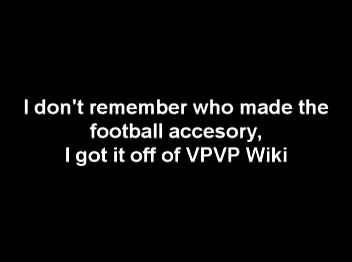 I don't remember who made the
football accesory,
I got it off of VPVP Wiki